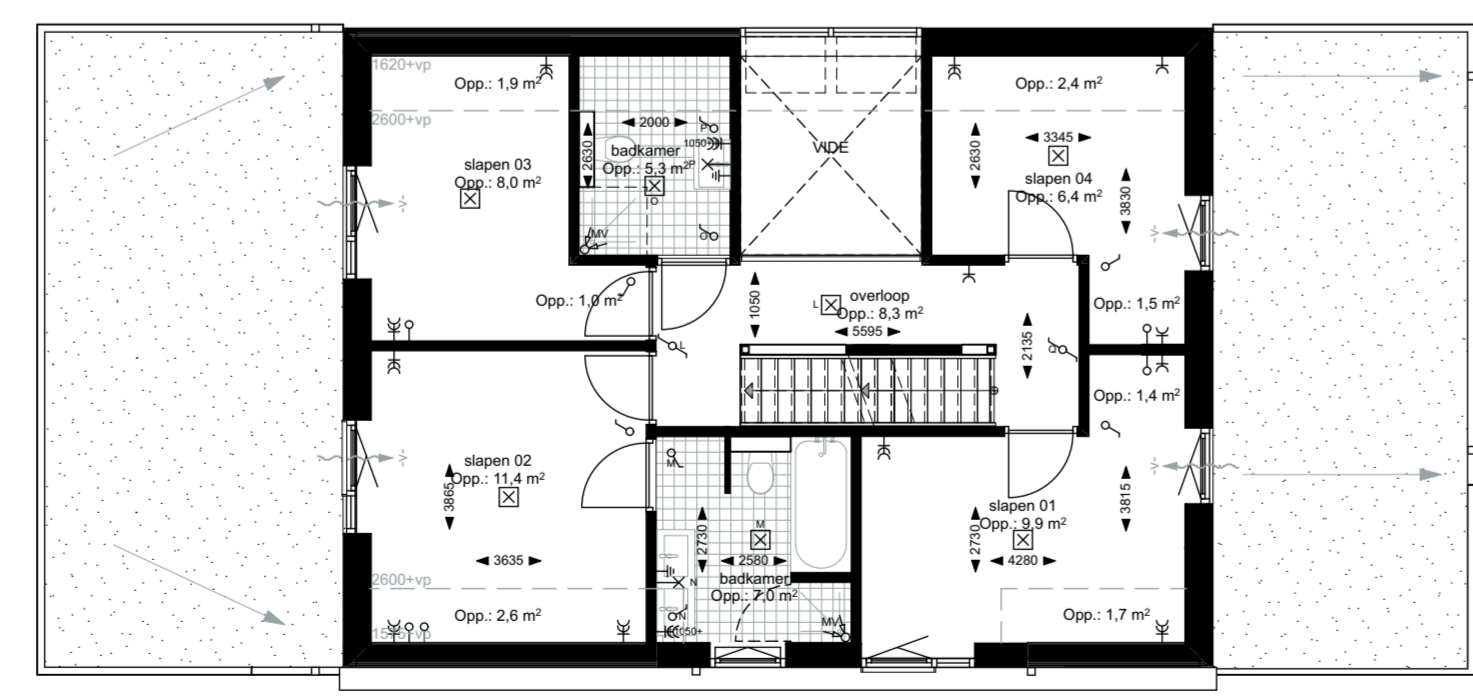 1620+vp
Opp.: 1,9 m²
2600+vp
slapen 03
Opp.: 8,0 m²
Opp.: 1,0 m²
2000
2630
badkamer
Opp.: 5,3 m²
1050+
P
2P
O
MV
O
VIDE
Opp.: 2,4 m²
3345
2630
slapen 04
Opp.: 6,4 m²
3830
Opp.: 1,5 m²
1050
L
overloop
Opp.: 8,3 m²
5595
2135
L
slapen 02
Opp.: 11,4 m²
3865
3635
2600+vp
Opp.: 2,6 m²
M
2730
M
2580
badkamer
Opp.: 7,0 m²
N
N
1050+
MV
Opp.: 1,4 m²
slapen 01
Opp.: 9,9 m²
2730
4280
3815
Opp.: 1,7 m²